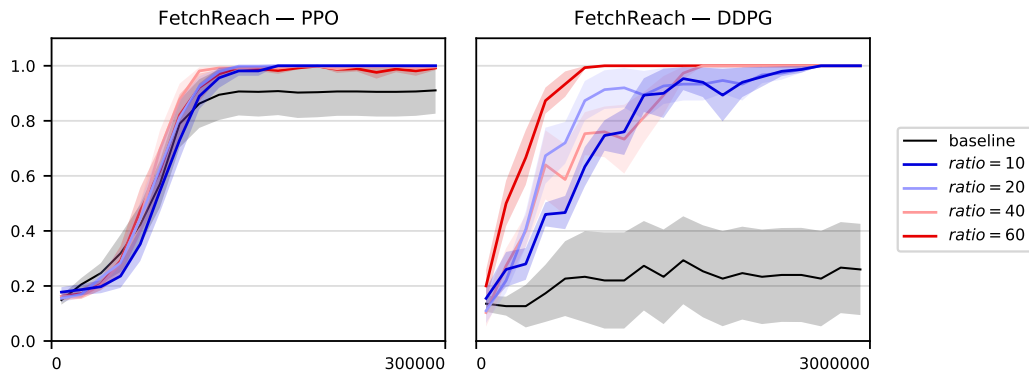 FetchReach — PPO
FetchReach — DDPG
1.0
0.8
0.6
0.4
0.2
0.0
0
300000
0
3000000
baseline
ratio = 10
ratio = 20
ratio = 40
ratio = 60